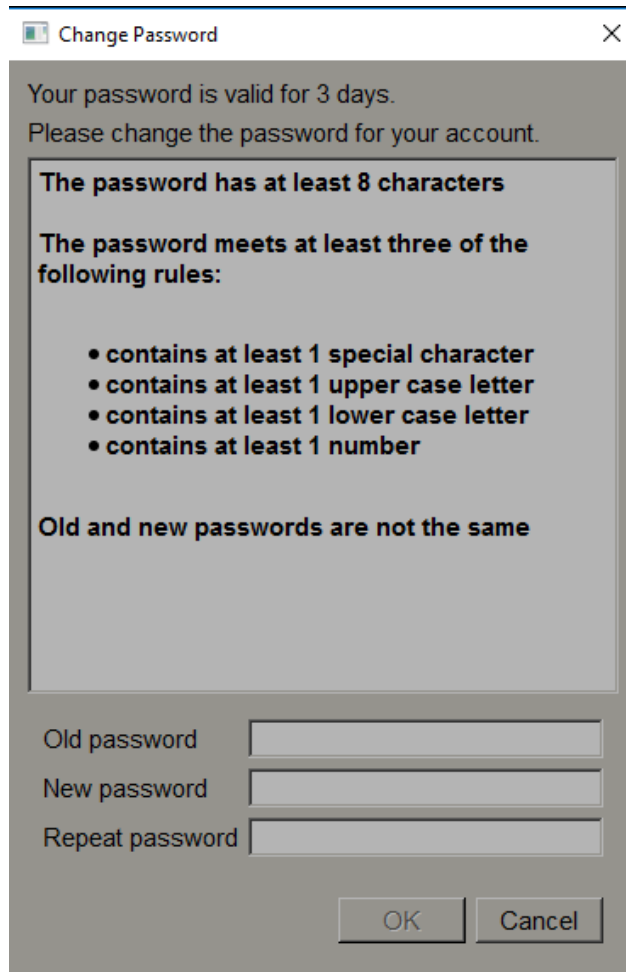 Change Password
Your password is valid for 3 days.
Please change the password for your account.
The password has at least 8 characters
The password meets at least three of the
following rules:
• contains at least 1 special character
• contains at least 1 upper case letter
• contains at least 1 lower case letter
• contains at least 1 number
Old and new passwords are not the same
Old password
New password
Repeat password
OK Cancel